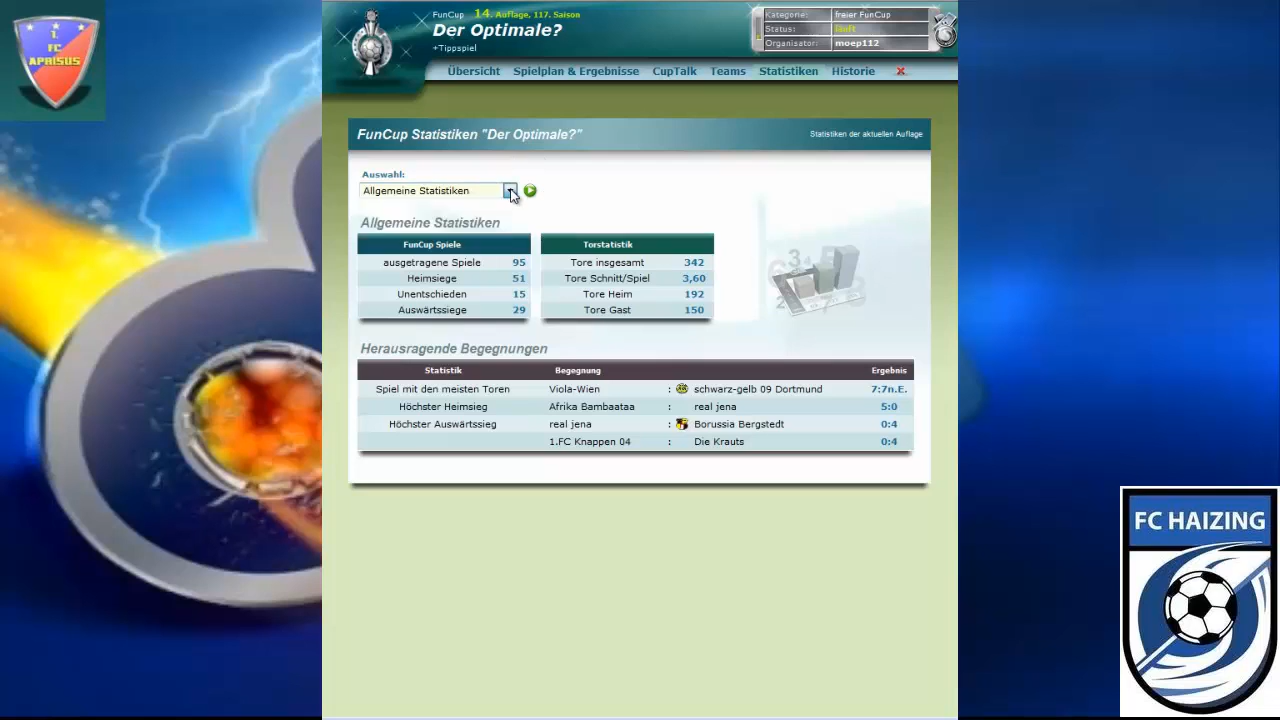 1.
FC
APRISUS
FunCup 14. Auflage, 117. Saison
Der Optimale?
+Tippspiel
Kategorie: freier FunCup
Status: läuft
Organisator: moep112
Übersicht Spielplan & Ergebnisse CupTalk Teams Statistiken Historie x
FunCup Statistiken "Der Optimale?" Statistiken der aktuellen Auflage
Auswahl:
Allgemeine Statistiken
Allgemeine Statistiken
FunCup Spiele Torstatistik
ausgetragene Spiele 95 Tore insgesamt 342
Heimsiege 51 Tore Schnitt/Spiel 3,60
Unentschieden 15 Tore Heim 192
Auswärtssiege 29 Tore Gast 150
Herausragende Begegnungen
Statistik Begegnung Ergebnis
Spiel mit den meisten Toren Viola-Wien : schwarz-gelb 09 Dortmund 7:7n.E.
Höchster Heimsieg Afrika Bambaataa : real jena 5:0
Höchster Auswärtssieg real jena : Borussia Bergstedt 0:4
1.FC Knappen 04 : Die Krauts 0:4
FC HAIZING